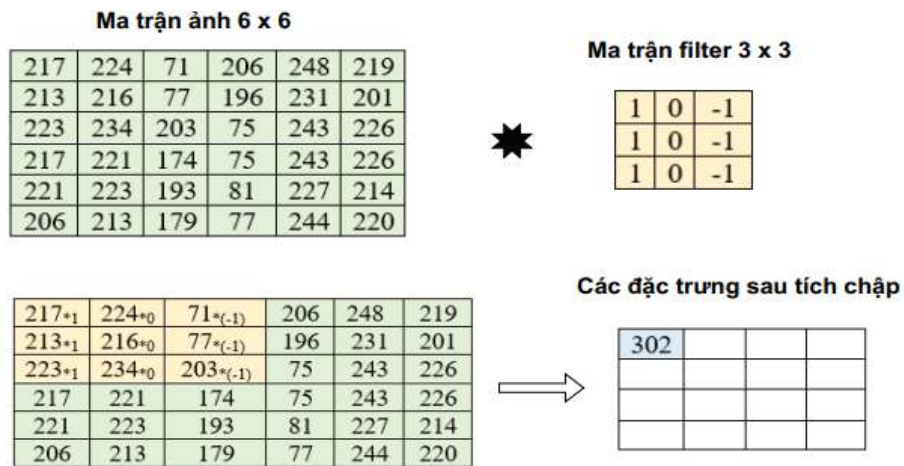 Ma trận ảnh 6 x 6
217 224 71 206 248 219
213 216 77 196 231 201
223 234 203 75 243 226
217 221 174 75 243 226
221 223 193 81 227 214
206 213 179 77 244 220
Ma trận filter 3 x 3
1 0 -1
1 0 -1
1 0 -1
217*1 224*0 71*(-1) 206 248 219
213*1 216*0 77*(-1) 196 231 201
223*1 234*0 203*(-1) 75 243 226
217 221 174 75 243 226
221 223 193 81 227 214
206 213 179 77 244 220
Các đặc trưng sau tích chập
302